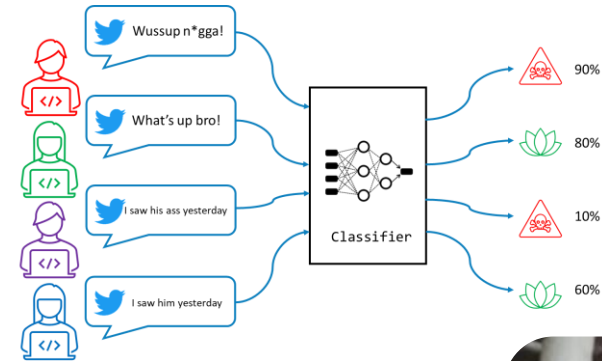 Wussup n*gga!
90%
</>
What's up bro!
80%
</>
I saw his ass yesterday
10%
Classifier
</>
I saw him yesterday
60%
</>